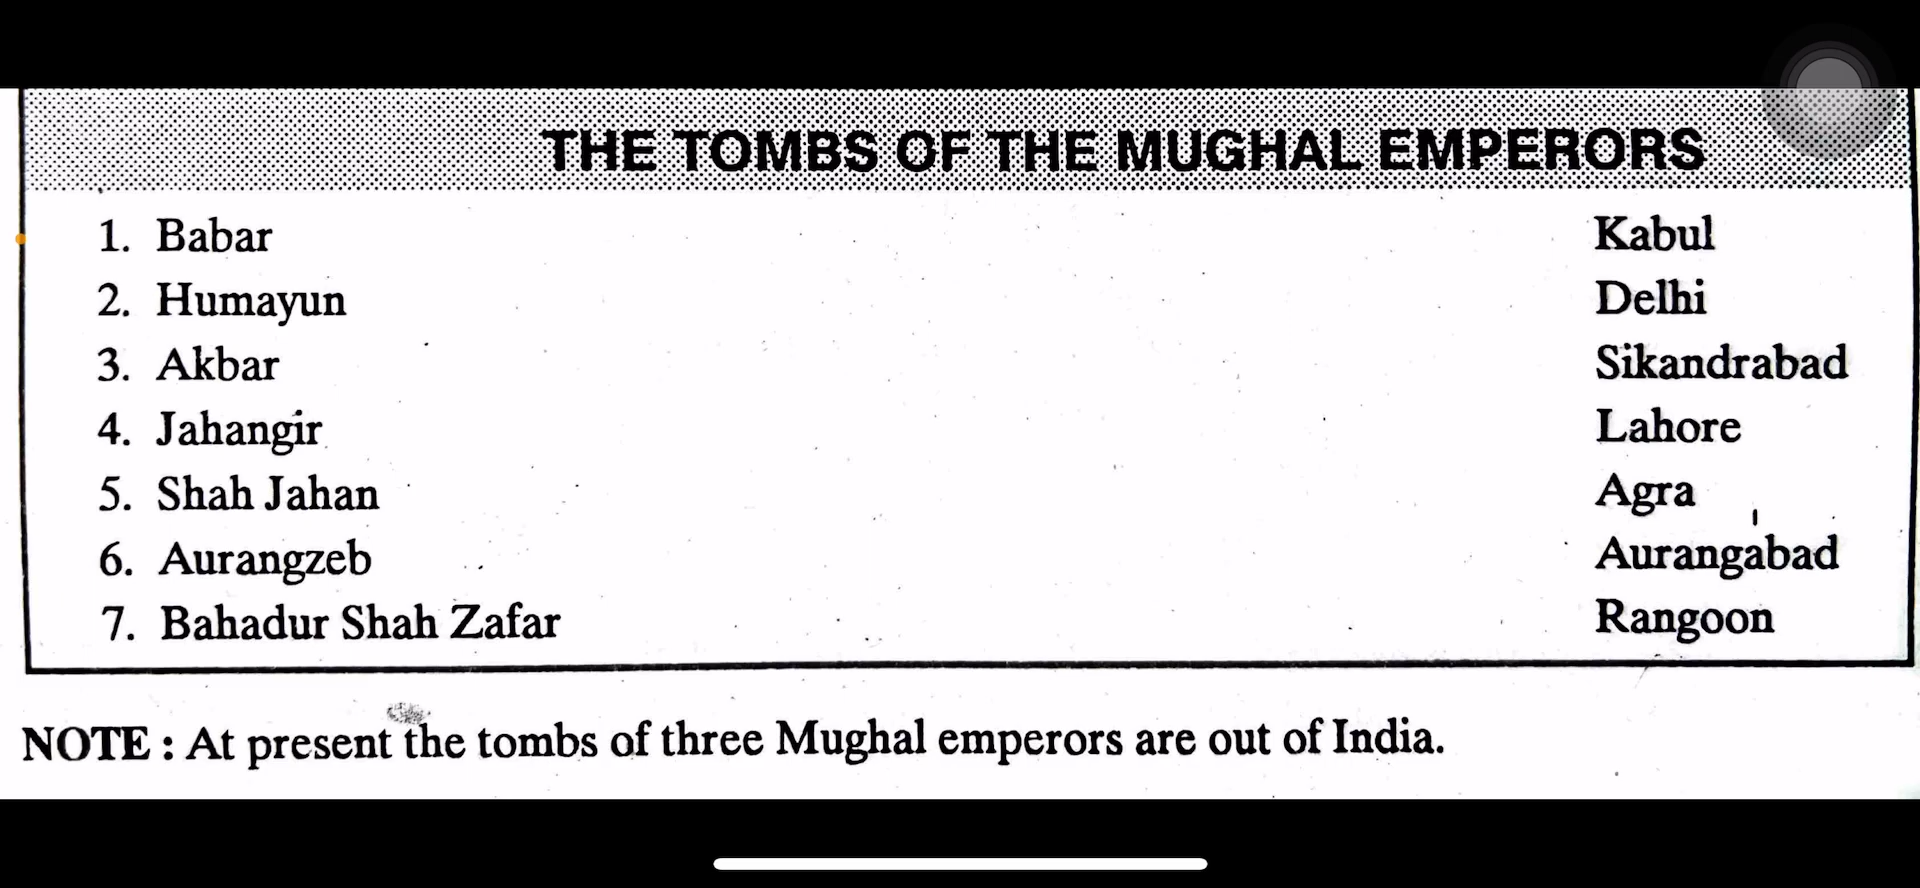 THE TOMBS OF THE MUGHAL EMPERORS
1. Babar Kabul
2. Humayun Delhi
3. Akbar Sikandrabad
4. Jahangir Lahore
5. Shah Jahan Agra
6. Aurangzeb Aurangabad
7. Bahadur Shah Zafar Rangoon
NOTE : At present the tombs of three Mughal emperors are out of India.